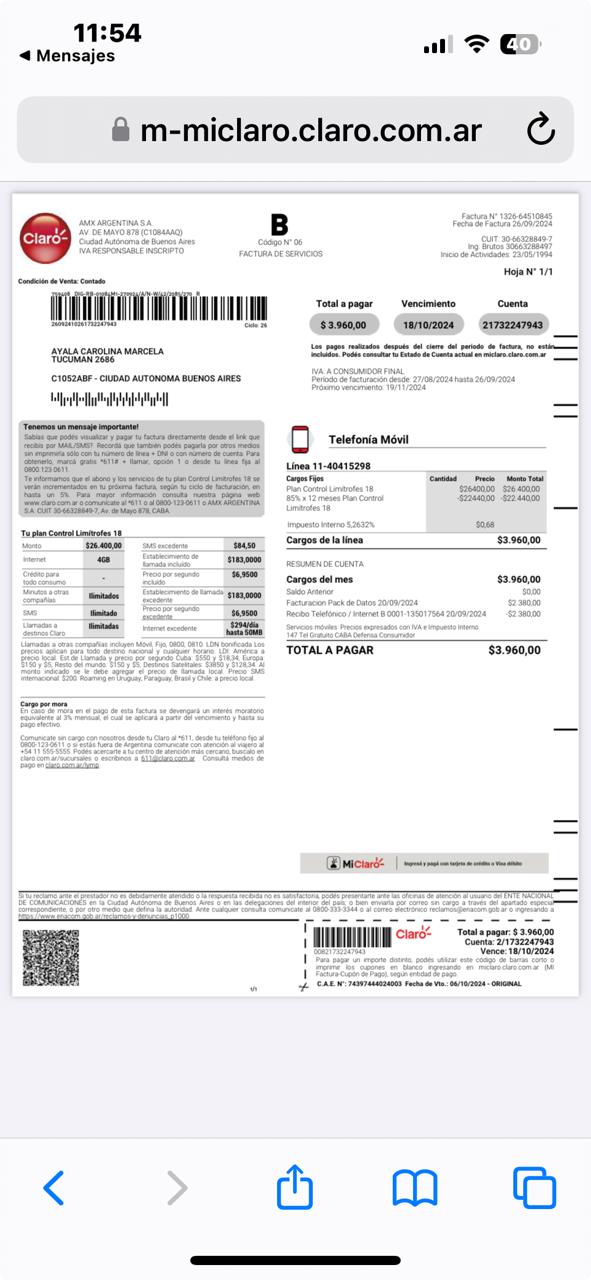 11:54
40
Mensajes
m-miclaro.claro.com.ar
Claro
AMX ARGENTINA S.A.
AV. DE MAYO 878 (C1084AAQ)
Ciudad Autónoma de Buenos Aires
IVA RESPONSABLE INSCRIPTO
B
Código N° 06
FACTURA DE SERVICIOS
Factura N° 1326-64510845
Fecha de Factura 26/09/2024
CUIT: 30-66328849-7
Ing. Brutos 30663288497
Inicio de Actividades: 23/05/1994
Hoja N° 1/1
Condición de Venta: Contado
26092410261732247943
Ciclo: 26
AYALA CAROLINA MARCELA
TUCUMAN 2686
C1052ABF - CIUDAD AUTONOMA BUENOS AIRES
Total a pagar
Vencimiento
Cuenta
$ 3.960,00
18/10/2024
21732247943
Los pagos realizados después del cierre del periodo de factura, no están
incluidos. Podés consultar tu Estado de Cuenta actual en miclaro.claro.com.ar
IVA: A CONSUMIDOR FINAL
Período de facturación desde: 27/08/2024 hasta 26/09/2024
Próximo vencimiento: 19/11/2024
Tenemos un mensaje importante!
Sabías que podés visualizar y pagar tu factura directamente desde el link que
recibis por MAIL/SMS? Recordá que también podés pagarla por otros medios
sin imprimirla sólo con tu número de línea + DNI o con número de cuenta. Para
obtenerlo, marcá gratis *611# + llamar, opción 1 o desde tu línea fija al
0800.123.0611.
Te informamos que el abono y los servicios de tu plan Control Limítrofes 18 se
verán incrementados en tu próxima factura, según tu ciclo de facturación, en
hasta un 5%. Para mayor información consulta nuestra página web
www.claro.com.ar o comunicate al *611 o al 0800-123-0611 o AMX ARGENTINA
S.A. CUIT 30-66328849-7, Av. de Mayo 878, CABA.
Tu plan Control Limítrofes 18
Monto $26.400,00 SMS excedente $84,50
Internet 4GB Establecimiento de llamada incluído $183,0000
Crédito para todo consumo - Precio por segundo incluido $6,9500
Minutos a otras compañías Ilimitados Establecimiento de llamada excedente $183,0000
SMS Ilimitado Precio por segundo excedente $6,9500
Llamadas a destinos Claro Ilimitadas Internet excedente $294/día hasta 50MB
Llamadas a otras compañías incluyen Móvil, Fijo, 0800, 0810. LDN bonificada Los
precios aplican para todo destino nacional y cualquier horario. LDI: América a
precio local. Est de Llamada y precio por segundo Cuba: $550 y $18,34, Europa:
$150 y $5, Resto del mundo: $150 y $5, Destinos Satelitales: $3850 y $128,34. Al
monto indicado se le debe agregar el precio de llamada local. Precio SMS
internacional: $200. Roaming en Uruguay, Paraguay, Brasil y Chile: a precio local.
Cargo por mora
En caso de mora en el pago de esta factura se devengará un interés moratorio
equivalente al 3% mensual, el cual se aplicará a partir del vencimiento y hasta su
pago efectivo.
Comunicate sin cargo con nosotros desde tu Claro al *611, desde tu teléfono fijo al
0800-123-0611 o si estás fuera de Argentina comunicate con atención al viajero al
+54 11 555-5555. Podés acercarte a tu centro de atención más cercano, buscalo en
claro.com.ar/sucursales o escribinos a 611@claro.com.ar Consultá medios de
pago en claro.com.ar/lymp.
Telefonía Móvil
Línea 11-40415298
Cargos Fijos Cantidad Precio Monto Total
Plan Control Limítrofes 18 $26400,00 $26.400,00
85% x 12 meses Plan Control -$22440,00 -$22.440,00
Limítrofes 18
Impuesto Interno 5,2632% $0,68
Cargos de la línea $3.960,00
RESUMEN DE CUENTA
Cargos del mes $3.960,00
Saldo Anterior $0,00
Facturacion Pack de Datos 20/09/2024 $2.380,00
Recibo Telefónico / Internet B 0001-135017564 20/09/2024 -$2.380,00
Servicios móviles: Precios expresados con IVA e Impuesto Interno.
147 Tel Gratuito CABA Defensa Consumidor
TOTAL A PAGAR $3.960,00
MiClaro
Ingresá y pagá con tarjeta de crédito o Visa débito
Si tu reclamo ante el prestador no es debidamente atendido o la respuesta recibida no es satisfactoria, podés presentarte ante las oficinas de atención al usuario del ENTE NACIONAL
DE COMUNICACIONES en la Ciudad Autónoma de Buenos Aires o en las delegaciones del interior del país, o bien enviarla por correo sin cargo a través del apartado especial
correspondiente, o por otro medio que defina la autoridad. Ante cualquier consulta comunicate al 0800-333-3344 o al correo electrónico reclamos@enacom.gob.ar o ingresando a
https://www.enacom.gob.ar/reclamos-y-denuncias_p1000.
1/1
00821732247943
Claro
Total a pagar: $ 3.960,00
Cuenta: 2/1732247943
Vence: 18/10/2024
Para pagar un importe distinto, podés utilizar este código de barras corto o
imprimir los cupones en blanco ingresando en miclaro.claro.com.ar (Mi
Factura-Cupón de Pago), según entidad de pago.
C.A.E. N°: 74397444024003 Fecha de Vto.: 06/10/2024 - ORIGINAL